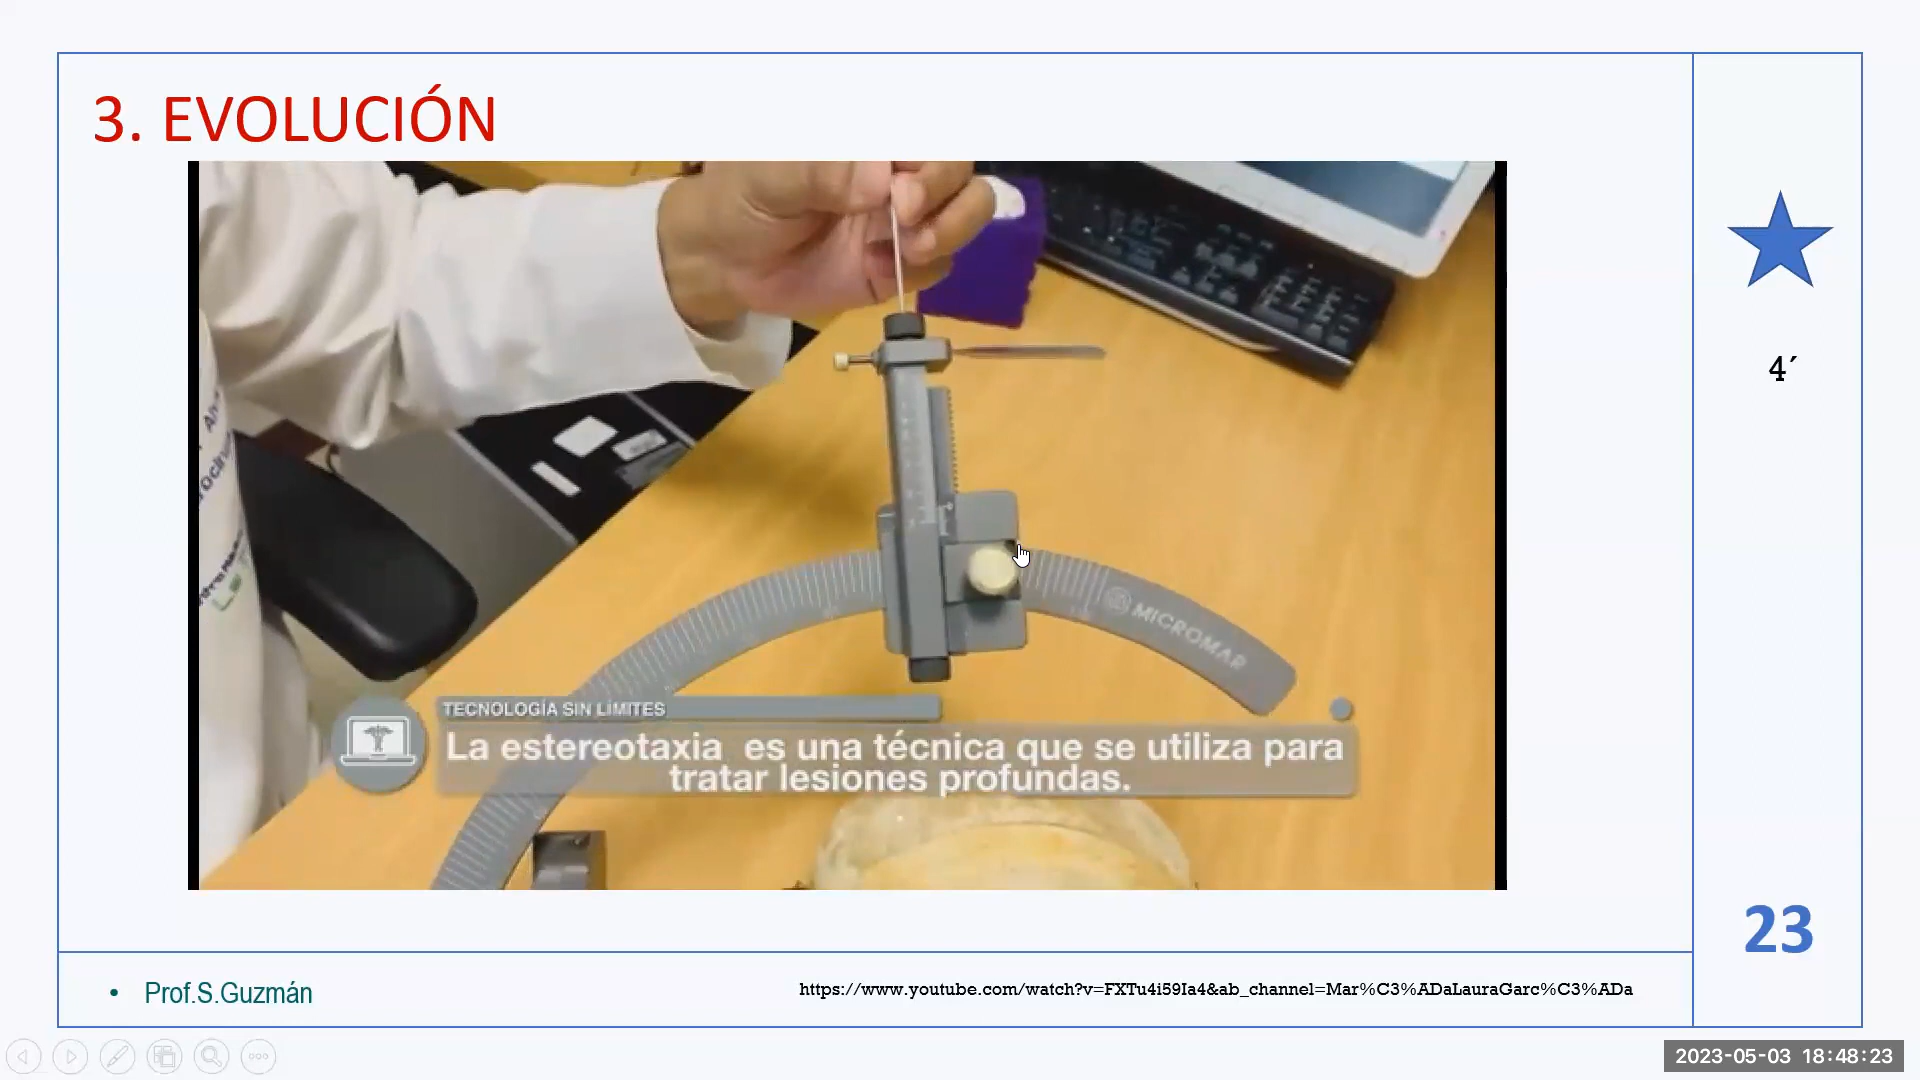 3. EVOLUCIÓN
4´
MICROMAR
TECNOLOGÍA SIN LÍMITES
La estereotaxia es una técnica que se utiliza para
tratar lesiones profundas.
23
• Prof.S.Guzmán
https://www.youtube.com/watch?v=FXTu4i59Ia4&ab_channel=Mar%C3%ADaLauraGarc%C3%ADa
2023-05-03 18:48:23